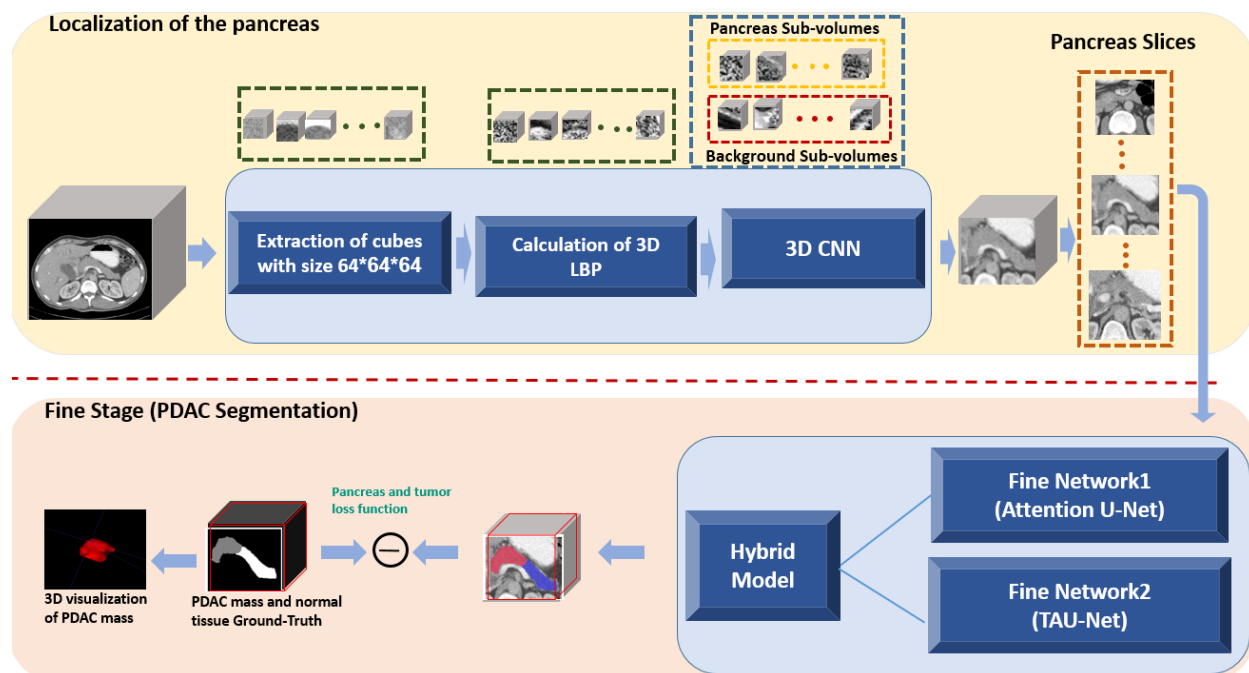 Localization of the pancreas
Pancreas Sub-volumes
Background Sub-volumes
Pancreas Slices
Extraction of cubes
with size 64*64*64
Calculation of 3D
LBP
3D CNN
Fine Stage (PDAC Segmentation)
3D visualization
of PDAC mass
PDAC mass and normal
tissue Ground-Truth
Pancreas and tumor
loss function
Hybrid
Model
Fine Network1
(Attention U-Net)
Fine Network2
(TAU-Net)